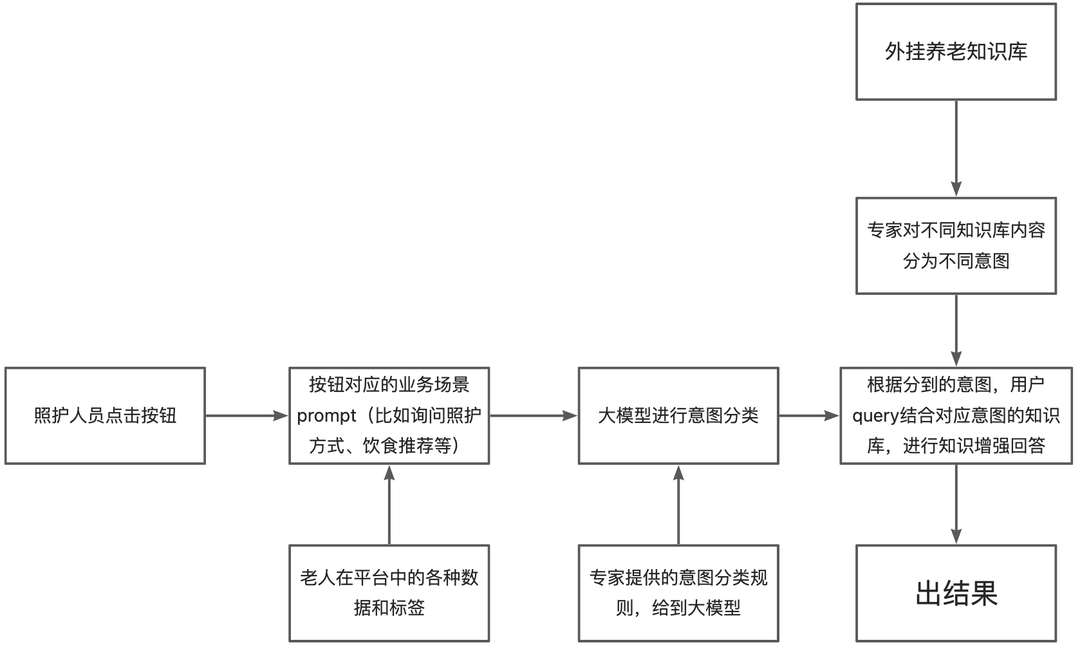 外挂养老知识库
专家对不同知识库内容
分为不同意图
照护人员点击按钮
按钮对应的业务场景
prompt（比如询问照护
方式、饮食推荐等）
大模型进行意图分类
根据分到的意图，用户
query结合对应意图的知识
库，进行知识增强回答
老人在平台中的各种数
据和标签
专家提供的意图分类规
则，给到大模型
出结果